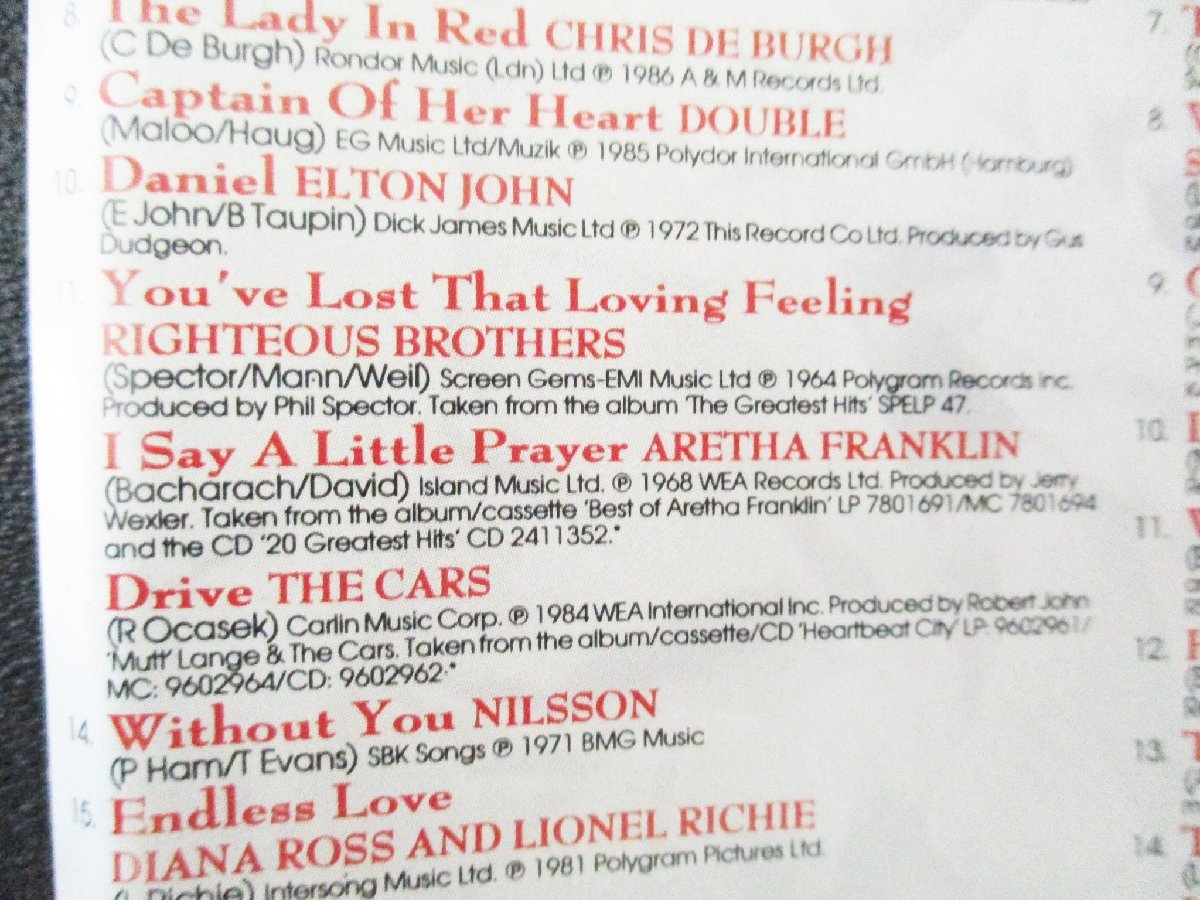 8. The Lady In Red CHRIS DE BURGH
(C De Burgh) Rondor Music (Ldn) Ltd ℗ 1986 A & M Records Ltd.
9. Captain Of Her Heart DOUBLE
(Maloo/Haug) EG Music Ltd/Muzik ℗ 1985 Polydor International GmbH (Hamburg)
10. Daniel ELTON JOHN
(E John/B Taupin) Dick James Music Ltd ℗ 1972 This Record Co Ltd. Produced by Gus
Dudgeon.
11. You've Lost That Loving Feeling
RIGHTEOUS BROTHERS
(Spector/Mann/Weil) Screen Gems-EMI Music Ltd ℗ 1964 Polygram Records Inc.
Produced by Phil Spector. Taken from the album 'The Greatest Hits' SPELP 47.
I Say A Little Prayer ARETHA FRANKLIN
(Bacharach/David) Island Music Ltd. ℗ 1968 WEA Records Ltd. Produced by Jerry
Wexler. Taken from the album/cassette 'Best of Aretha Franklin' LP 7801691/MC 7801694
and the CD '20 Greatest Hits' CD 2411352.*
Drive THE CARS
(R Ocasek) Carlin Music Corp. ℗ 1984 WEA International Inc. Produced by Robert John
'Mutt' Lange & The Cars. Taken from the album/cassette/CD 'Heartbeat City' LP: 9602961/
MC: 9602964/CD: 9602962.*
14. Without You NILSSON
(P Ham/T Evans) SBK Songs ℗ 1971 BMG Music
15. Endless Love
DIANA ROSS AND LIONEL RICHIE
(L Richie) Intersong Music Ltd. ℗ 1981 Polygram Pictures Ltd.
7.
8.
9.
10.
11.
12.
13.
14.